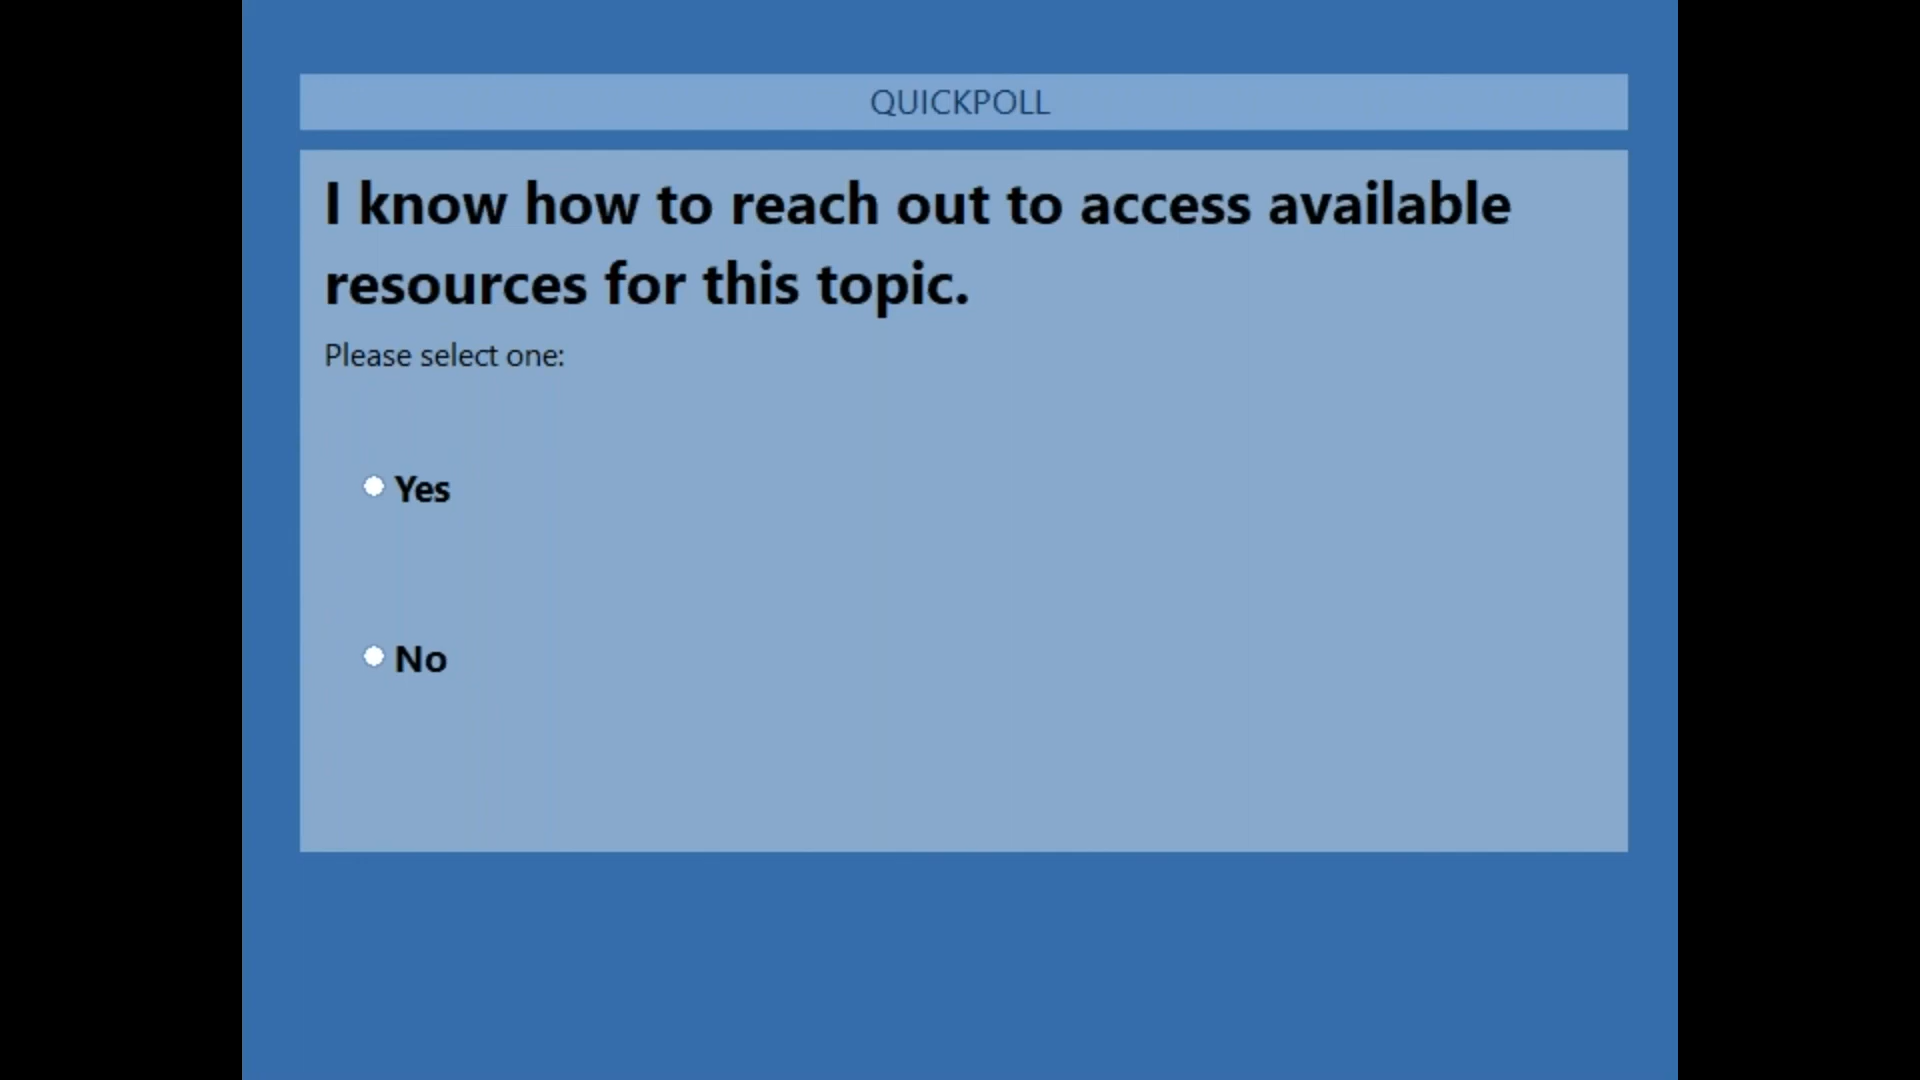 QUICKPOLL
I know how to reach out to access available
resources for this topic.
Please select one:
Yes
No